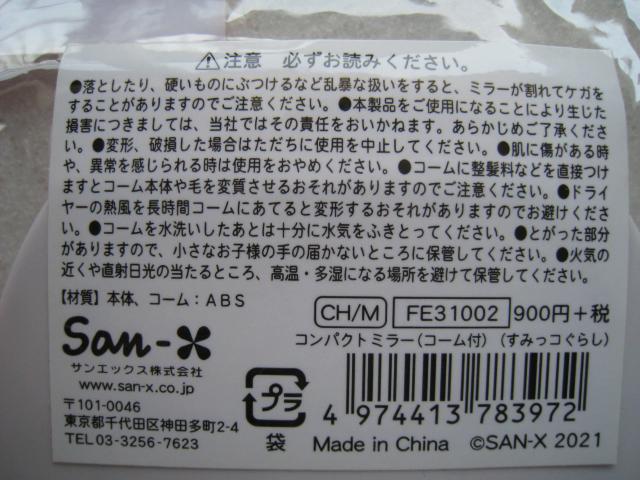 ⚠注意 必ずお読みください。
●落としたり、硬いものにぶつけるなど乱暴な扱いをすると、ミラーが割れてケガを
することがありますのでご注意ください。●本製品をご使用になることにより生じた
損害につきましては、当社ではその責任をおいかねます。あらかじめご了承くださ
い。●変形、破損した場合はただちに使用を中止してください。●肌に傷がある時
や、異常を感じられる時は使用をおやめください。●コームに整髪料などを直接つけ
ますとコーム本体や毛を変質させるおそれがありますのでご注意ください。●ドライ
ヤーの熱風を長時間コームにあてると変形するおそれがありますのでお避けくださ
い。●コームを水洗いしたあとは十分に水気をふきとってください。●とがった部分
がありますので、小さなお子様の手の届かないところに保管してください。●火気の
近くや直射日光の当たるところ、高温・多湿になる場所を避けて保管してください。
【材質】本体、コーム:ABS
CH/M FE31002 900円+税
コンパクトミラー(コーム付) (すみっコぐらし)
San-X
サンエックス株式会社
www.san-x.co.jp
〒101-0046
東京都千代田区神田多町2-4
TEL03-3256-7623
プラ
袋
4 974413 783972
Made in China ©SAN-X 2021